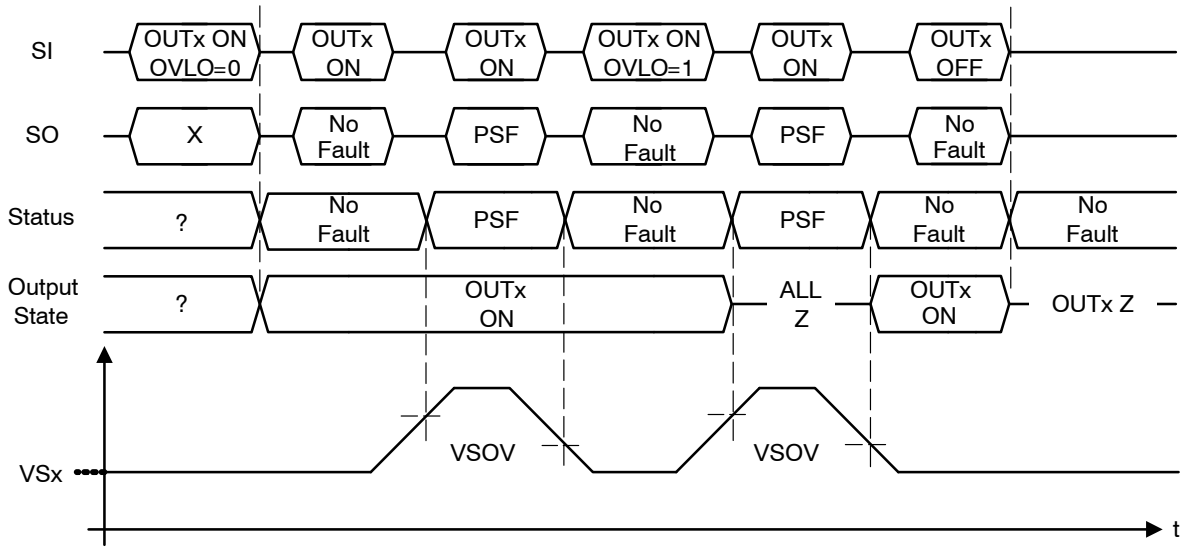 SI
OUTx ON
OVLO=0
OUTx
ON
OUTx
ON
OUTx ON
OVLO=1
OUTx
ON
OUTx
OFF
SO
X
No
Fault
PSF
No
Fault
PSF
No
Fault
Status
?
No
Fault
PSF
No
Fault
PSF
No
Fault
No
Fault
Output
State
?
OUTx
ON
ALL
Z
OUTx
ON
OUTx Z
VSx
VSOV
VSOV
t